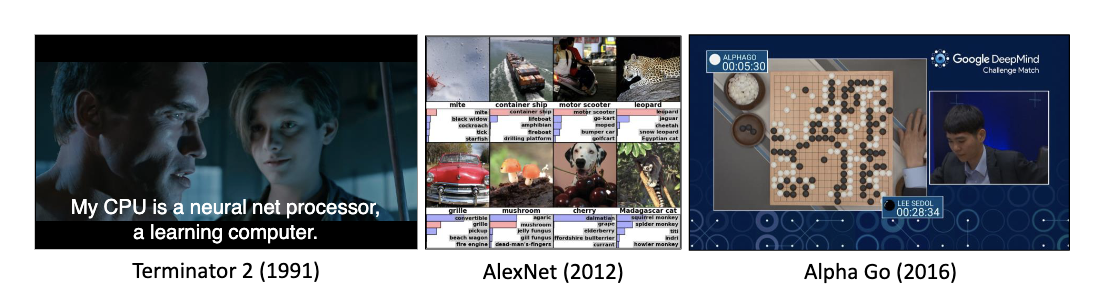 My CPU is a neural net processor,
a learning computer.
Terminator 2 (1991)
mite
container ship
motor scooter
leopard
mite
black widow
cockroach
tick
starfish
container ship
lifeboat
amphibian
fireboat
drilling platform
motor scooter
go-kart
moped
bumper car
golfcart
leopard
jaguar
cheetah
snow leopard
Egyptian cat
grille
mushroom
cherry
Madagascar cat
convertible
grille
pickup
beach wagon
fire engine
agaric
mushroom
jelly fungus
gill fungus
dead-man's-fingers
dalmatian
grape
elderberry
ffordshire bullterrier
currant
squirrel monkey
spider monkey
titi
indri
howler monkey
AlexNet (2012)
ALPHAGO
00:05:30
Google DeepMind
Challenge Match
LEE SEDOL
00:28:34
Alpha Go (2016)